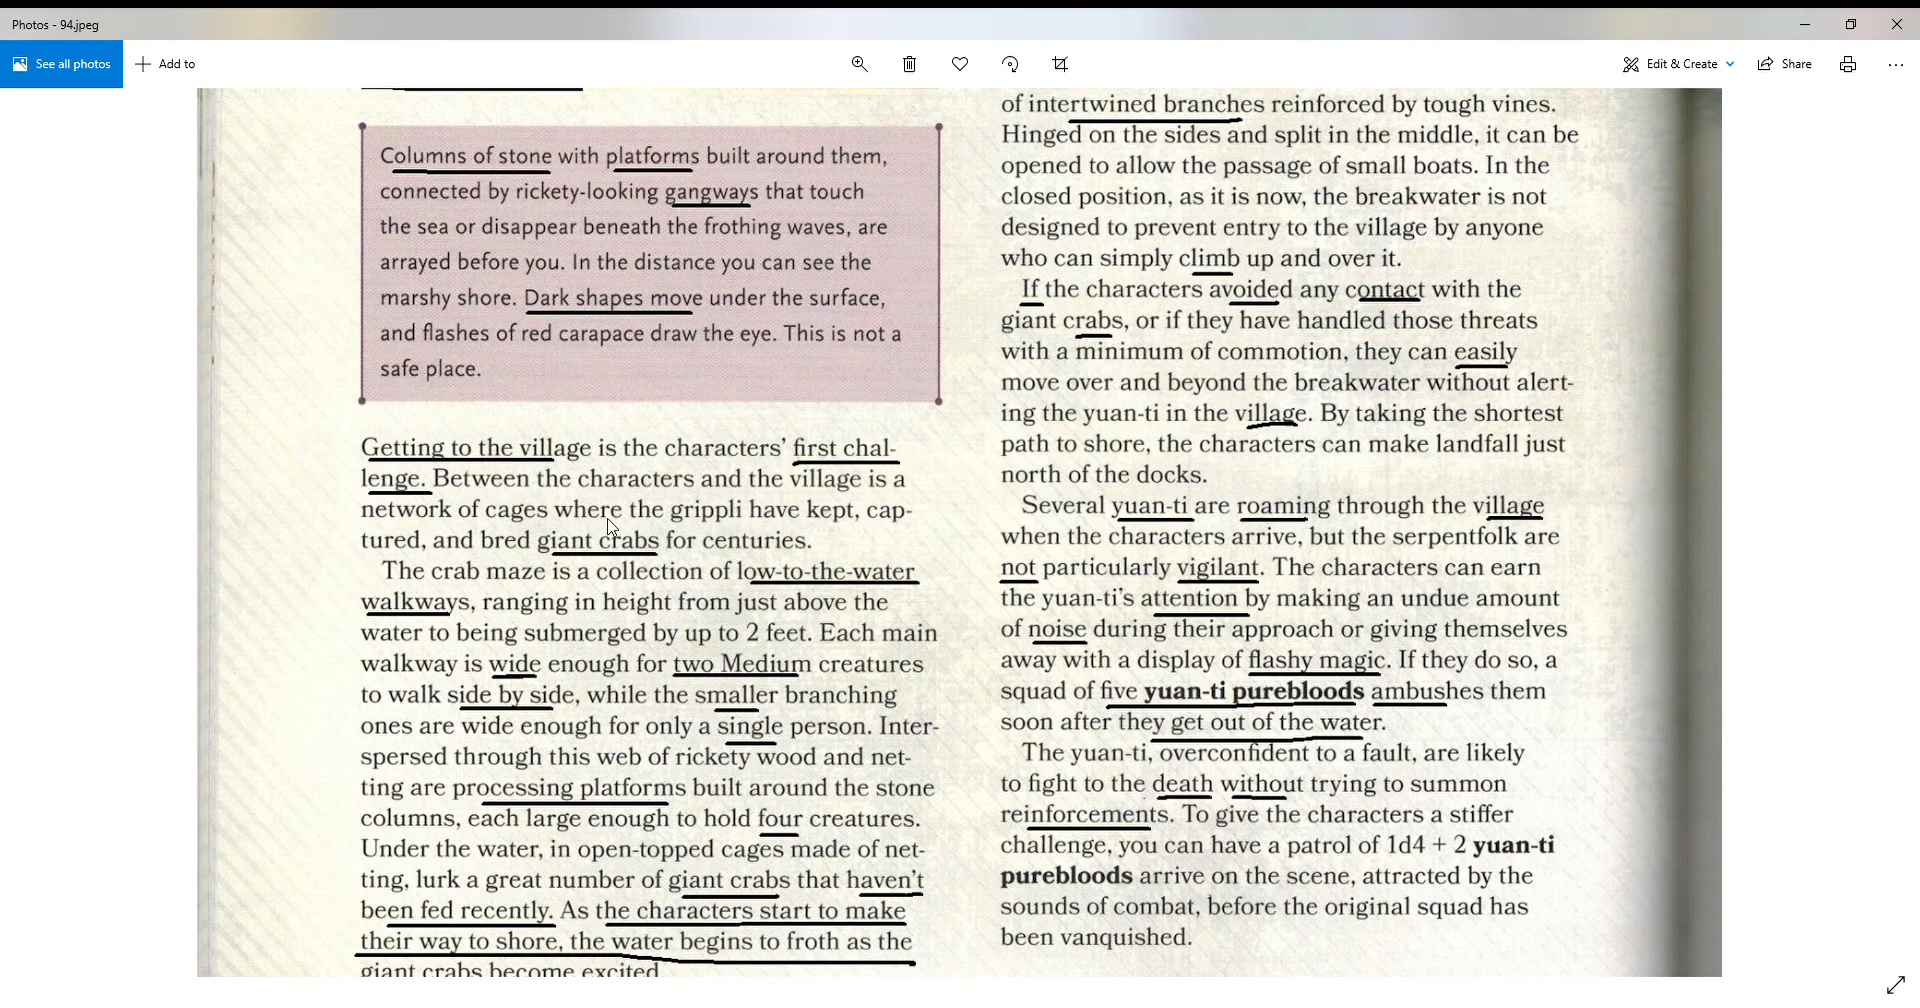 Photos - 94.jpeg
See all photos
Add to
Edit & Create
Share
Columns of stone with platforms built around them,
connected by rickety-looking gangways that touch
the sea or disappear beneath the frothing waves, are
arrayed before you. In the distance you can see the
marshy shore. Dark shapes move under the surface,
and flashes of red carapace draw the eye. This is not a
safe place.
Getting to the village is the characters' first chal-
lenge. Between the characters and the village is a
network of cages where the grippli have kept, cap-
tured, and bred giant crabs for centuries.
The crab maze is a collection of low-to-the-water
walkways, ranging in height from just above the
water to being submerged by up to 2 feet. Each main
walkway is wide enough for two Medium creatures
to walk side by side, while the smaller branching
ones are wide enough for only a single person. Inter-
spersed through this web of rickety wood and net-
ting are processing platforms built around the stone
columns, each large enough to hold four creatures.
Under the water, in open-topped cages made of net-
ting, lurk a great number of giant crabs that haven't
been fed recently. As the characters start to make
their way to shore, the water begins to froth as the
giant crabs become excited
of intertwined branches reinforced by tough vines.
Hinged on the sides and split in the middle, it can be
opened to allow the passage of small boats. In the
closed position, as it is now, the breakwater is not
designed to prevent entry to the village by anyone
who can simply climb up and over it.
If the characters avoided any contact with the
giant crabs, or if they have handled those threats
with a minimum of commotion, they can easily
move over and beyond the breakwater without alert-
ing the yuan-ti in the village. By taking the shortest
path to shore, the characters can make landfall just
north of the docks.
Several yuan-ti are roaming through the village
when the characters arrive, but the serpentfolk are
not particularly vigilant. The characters can earn
the yuan-ti's attention by making an undue amount
of noise during their approach or giving themselves
away with a display of flashy magic. If they do so, a
squad of five yuan-ti purebloods ambushes them
soon after they get out of the water.
The yuan-ti, overconfident to a fault, are likely
to fight to the death without trying to summon
reinforcements. To give the characters a stiffer
challenge, you can have a patrol of 1d4 + 2 yuan-ti
purebloods arrive on the scene, attracted by the
sounds of combat, before the original squad has
been vanquished.